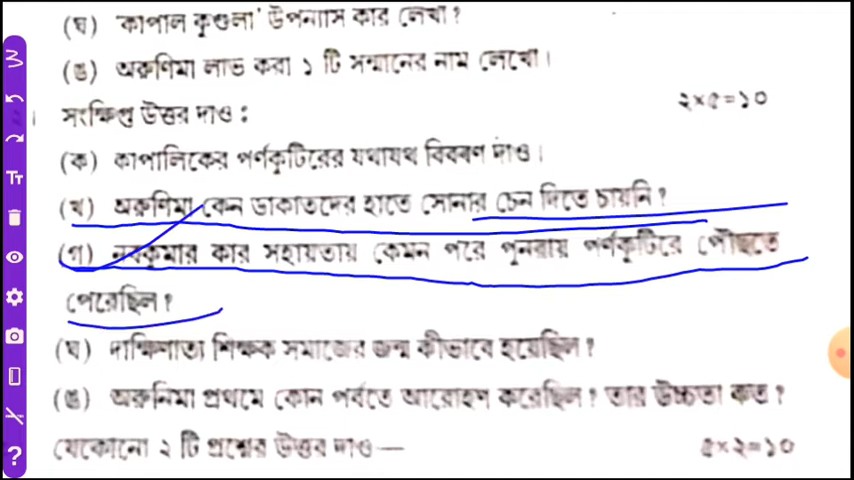 (ঘ) 'কাপাল কুণ্ডলা' উপন্যাস কার লেখা?
(ঙ) অরুণিমা লাভ করা ১ টি সন্মানের নাম লেখো।
। সংক্ষিপ্ত উত্তর দাও : ২×৫=১০
(ক) কাপালিকের পর্ণকুটিরের যথাযথ বিবরণ দাও।
(খ) অরুণিমা কেন ডাকাতদের হাতে সোনার চেন দিতে চায়নি?
(গ) নবকুমার কার সহায়তায় কেমন পরে পুনরায় পর্ণকুটিরে পৌঁছতে
পেরেছিল?
(ঘ) দাক্ষিনাত্য শিক্ষক সমাজের জন্ম কীভাবে হয়েছিল?
(ঙ) অরুনিমা প্রথমে কোন পর্বতে আরোহণ করেছিল? তার উচ্চতা কত?
যেকোনো ২ টি প্রশ্নের উত্তর দাও— ৫×২=১০